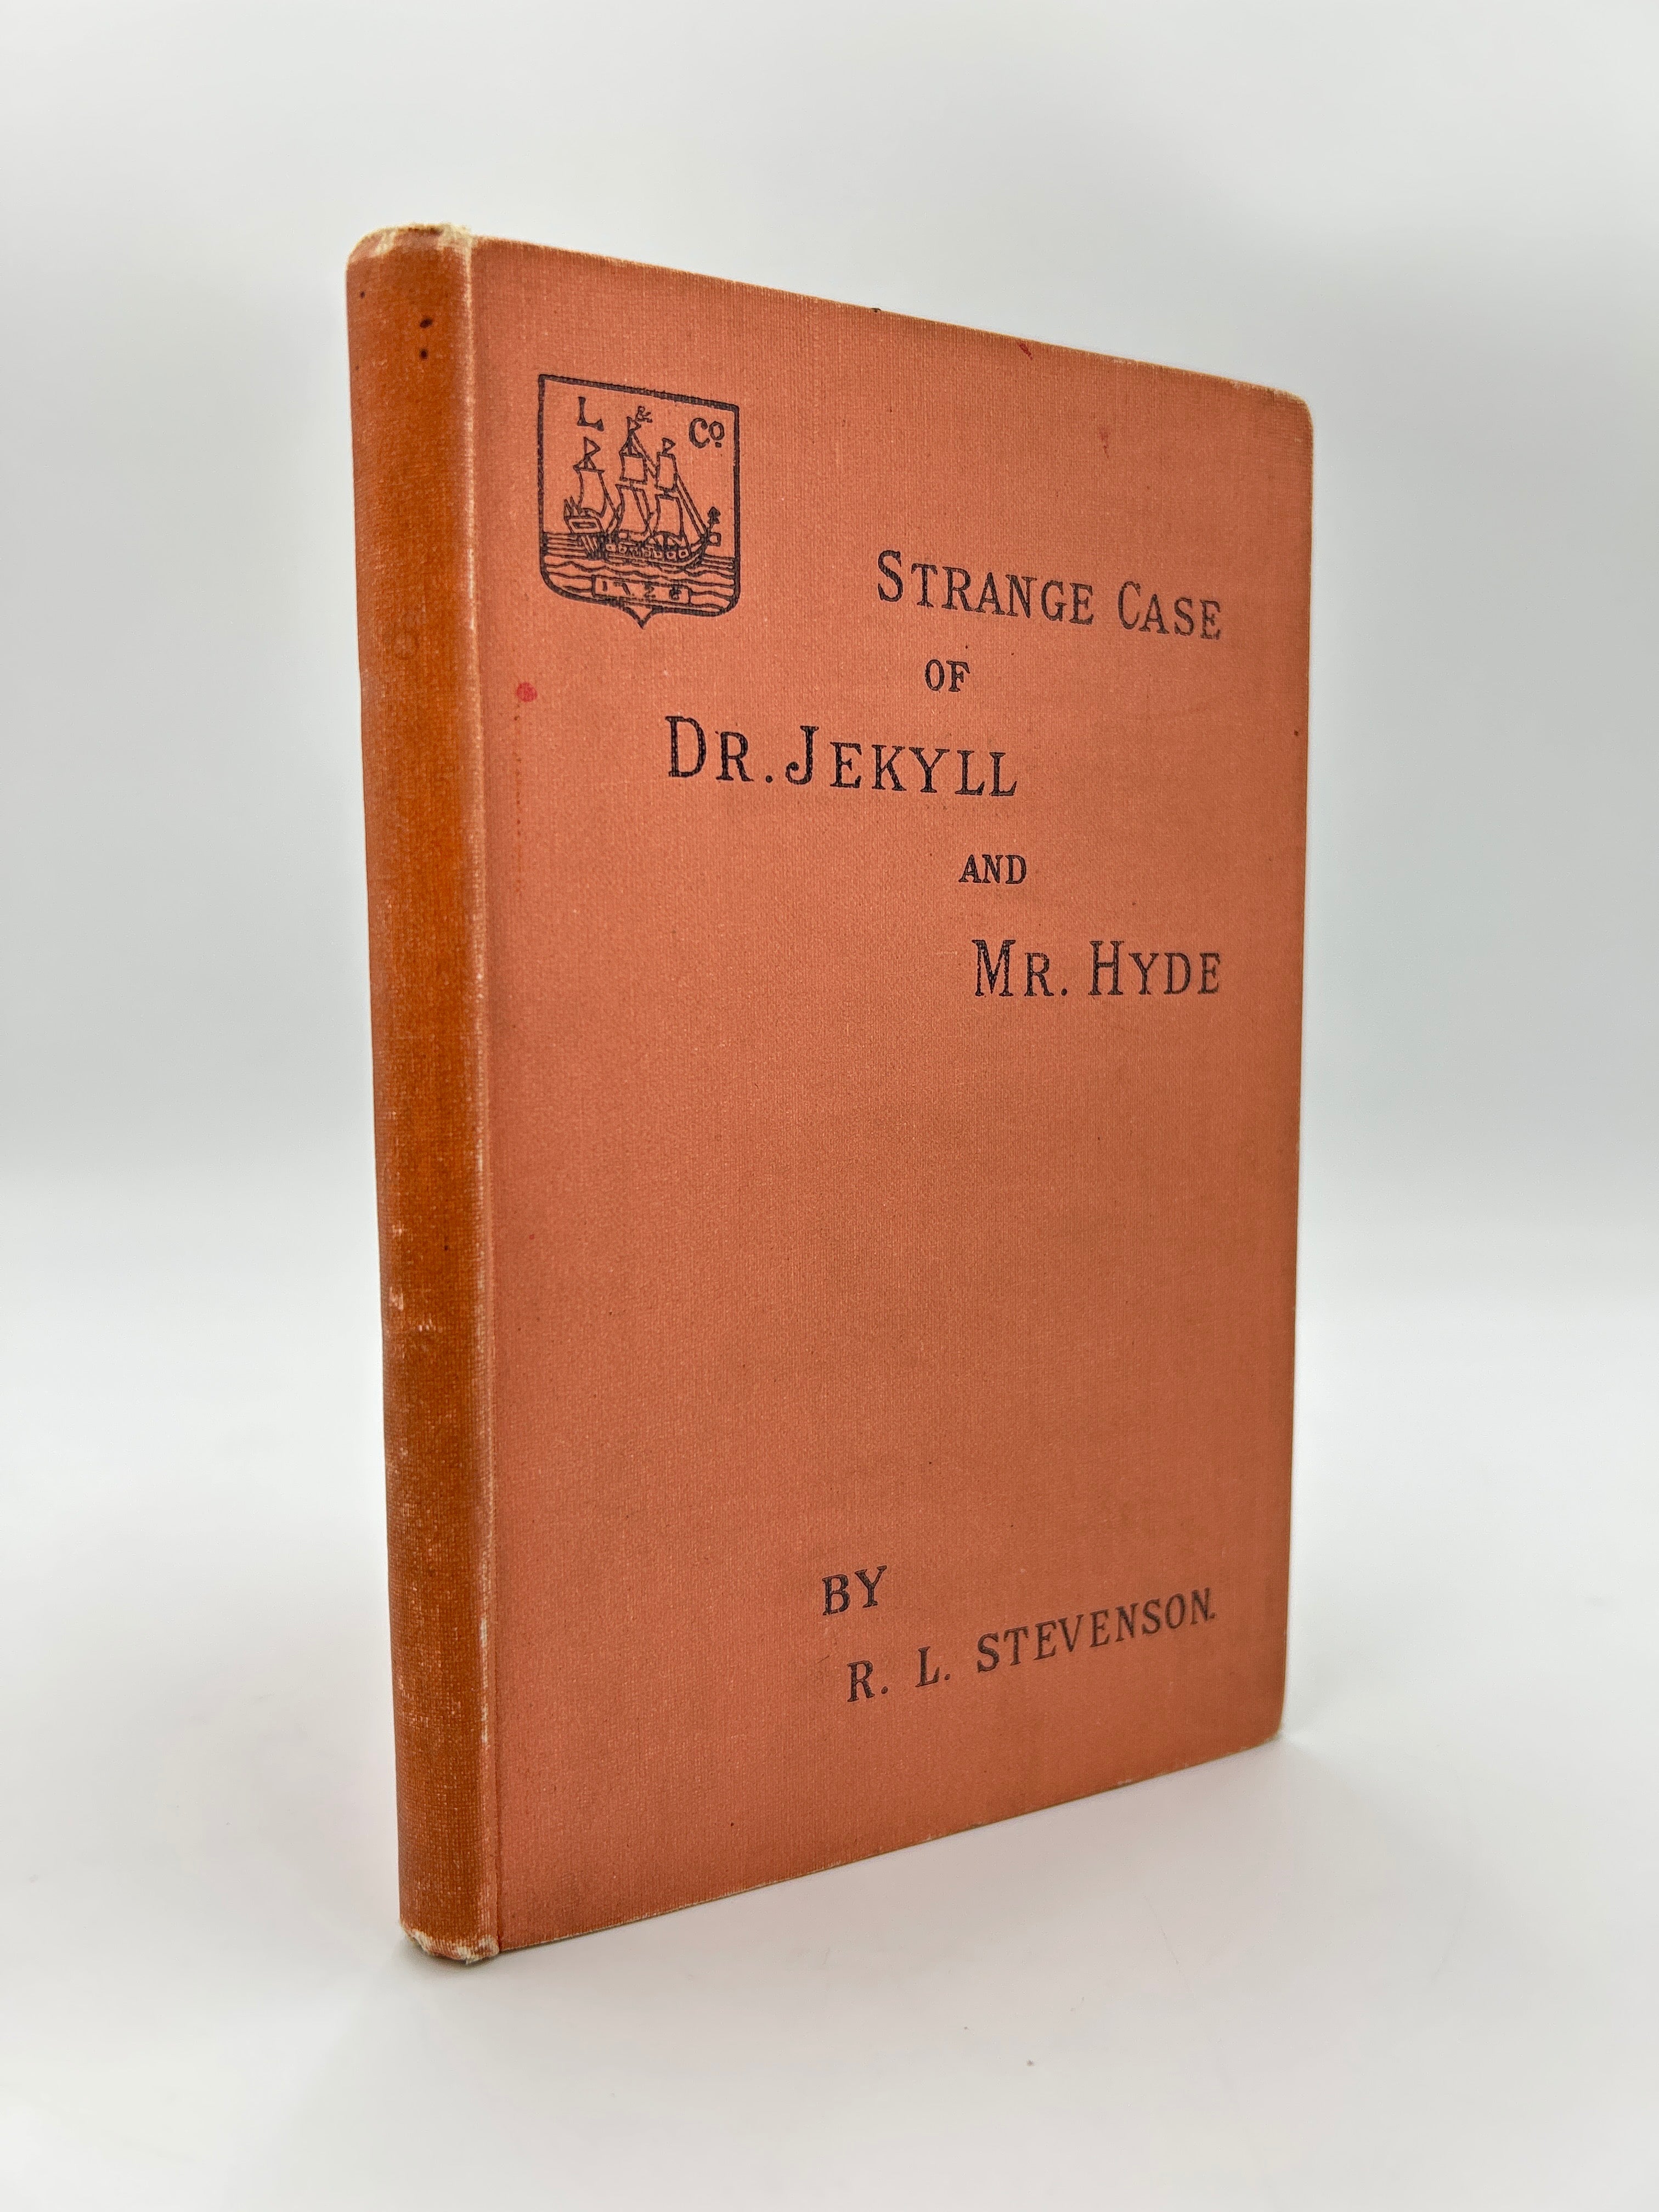 L & Co.
STRANGE CASE
OF
DR. JEKYLL
AND
MR. HYDE
BY
R. L. STEVENSON.